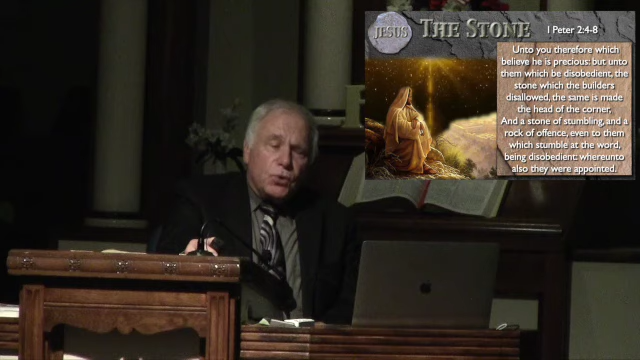 JESUS THE STONE 1 Peter 2:4-8
Unto you therefore which
believe he is precious: but unto
them which be disobedient, the
stone which the builders
disallowed, the same is made
the head of the corner,
And a stone of stumbling, and a
rock of offence, even to them
which stumble at the word,
being disobedient: whereunto
also they were appointed.